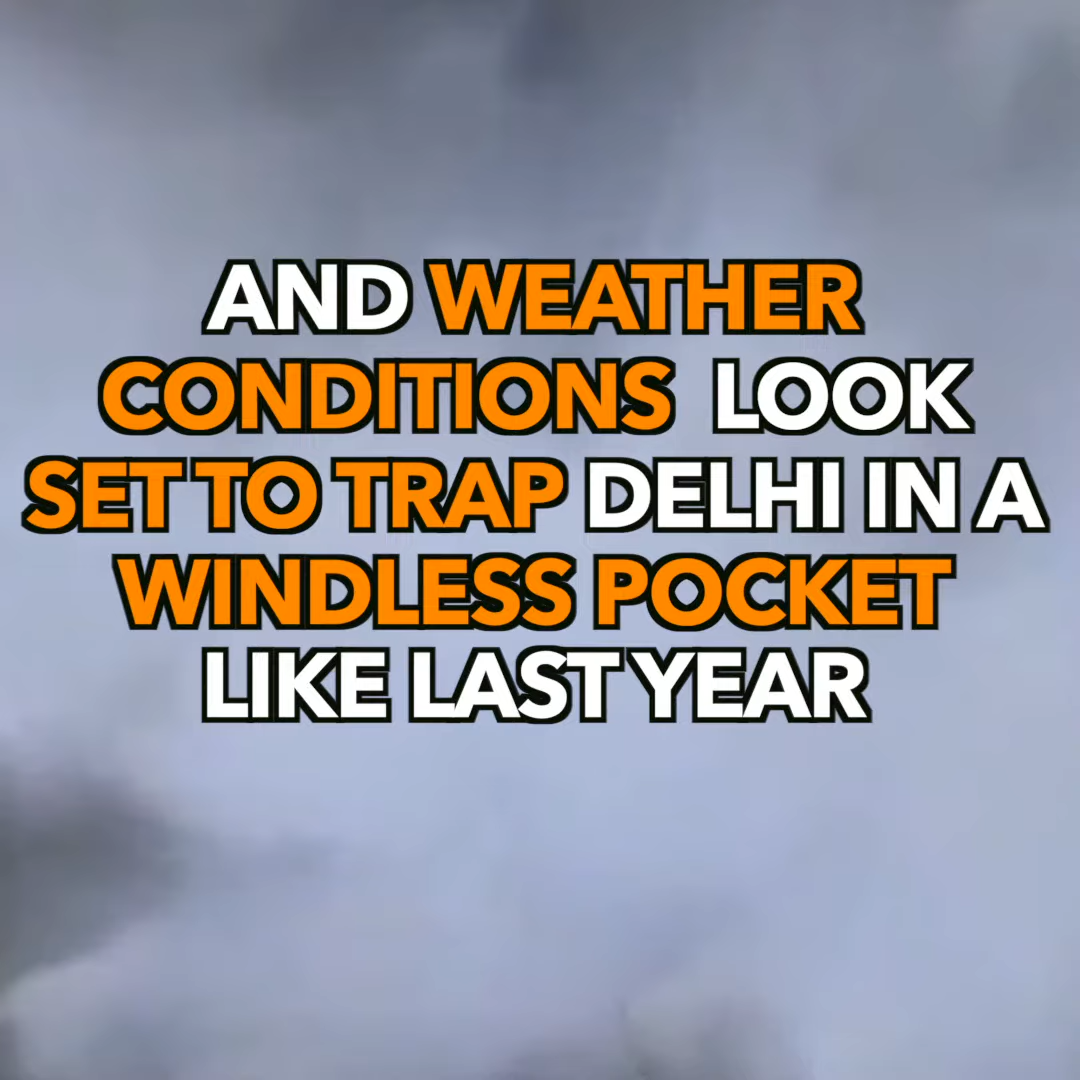 AND WEATHER
CONDITIONS LOOK
SET TO TRAP DELHI IN A
WINDLESS POCKET
LIKE LAST YEAR